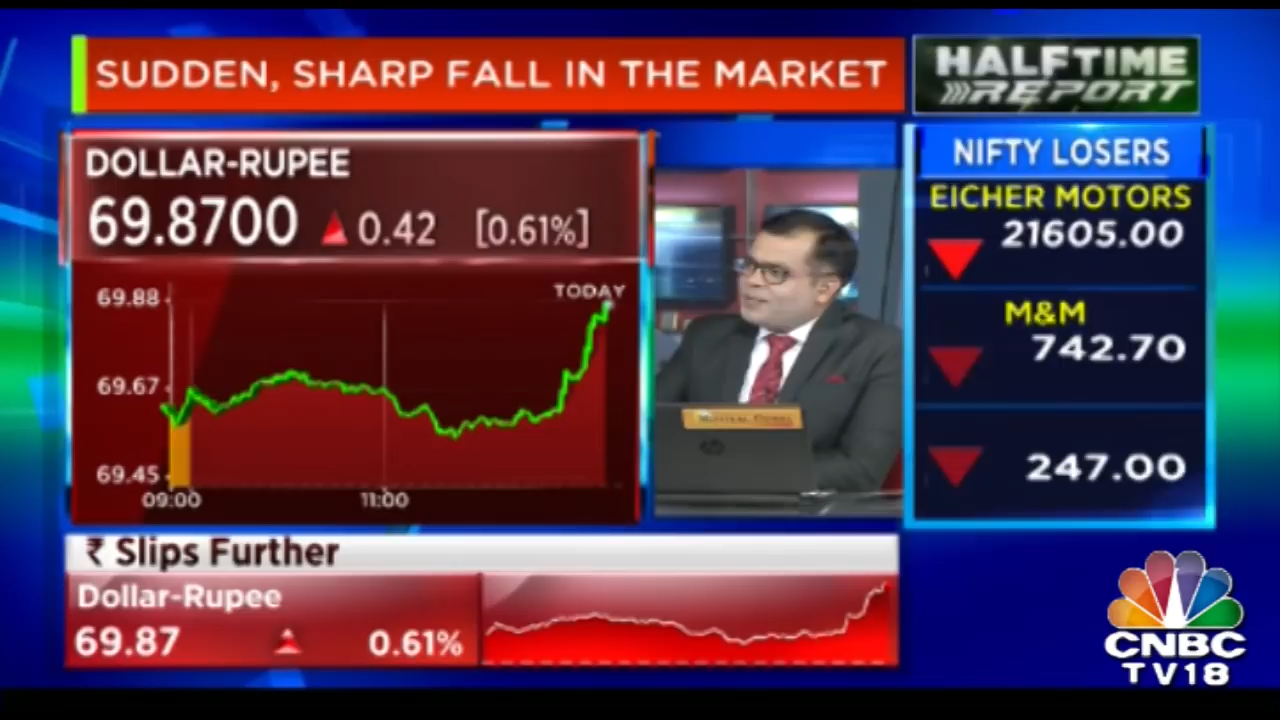 SUDDEN, SHARP FALL IN THE MARKET
HALFTIME
REPORT
DOLLAR-RUPEE
69.8700 ▲ 0.42 [0.61%]
TODAY
69.88
69.67
69.45
09:00 11:00
NIFTY LOSERS
EICHER MOTORS
21605.00
M&M
742.70
247.00
₹ Slips Further
Dollar-Rupee
69.87 0.61%
CNBC
TV18
hp